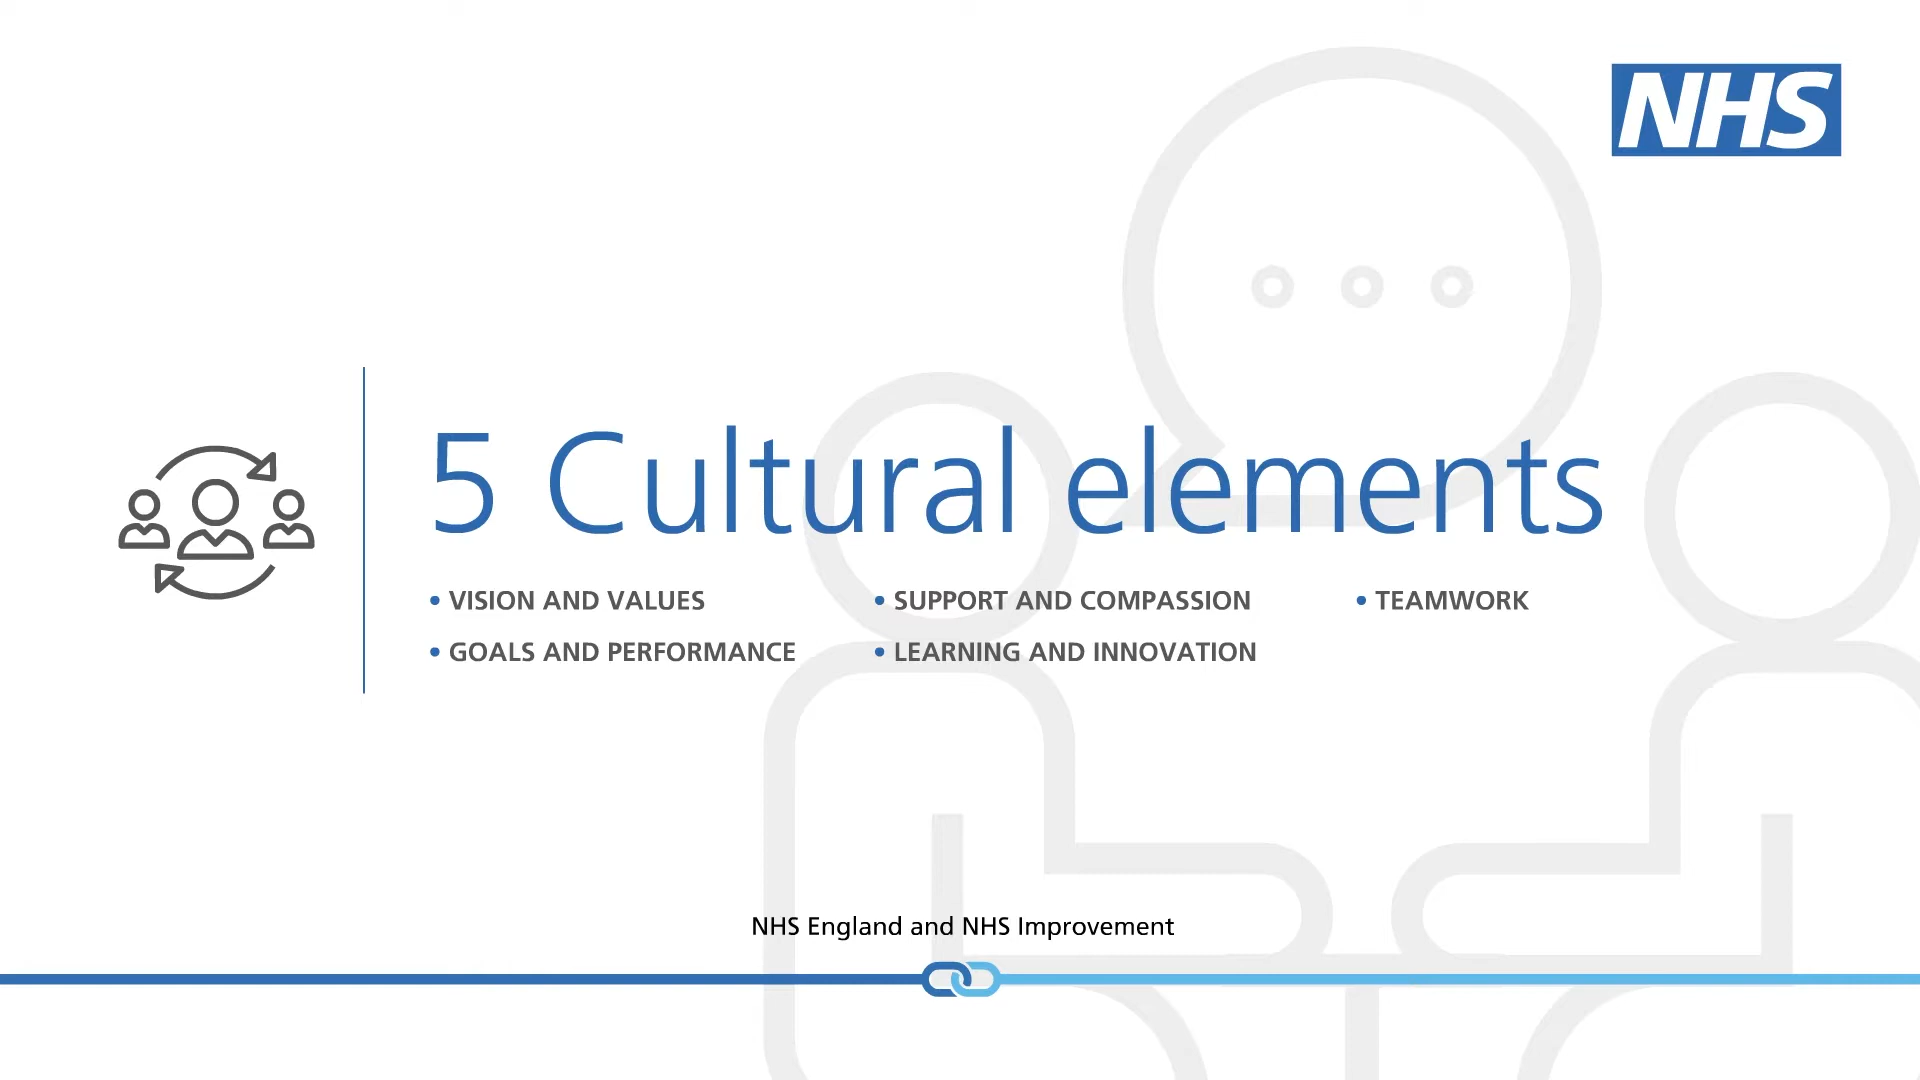 NHS
5 Cultural elements
• VISION AND VALUES
• GOALS AND PERFORMANCE
• SUPPORT AND COMPASSION
• LEARNING AND INNOVATION
• TEAMWORK
NHS England and NHS Improvement